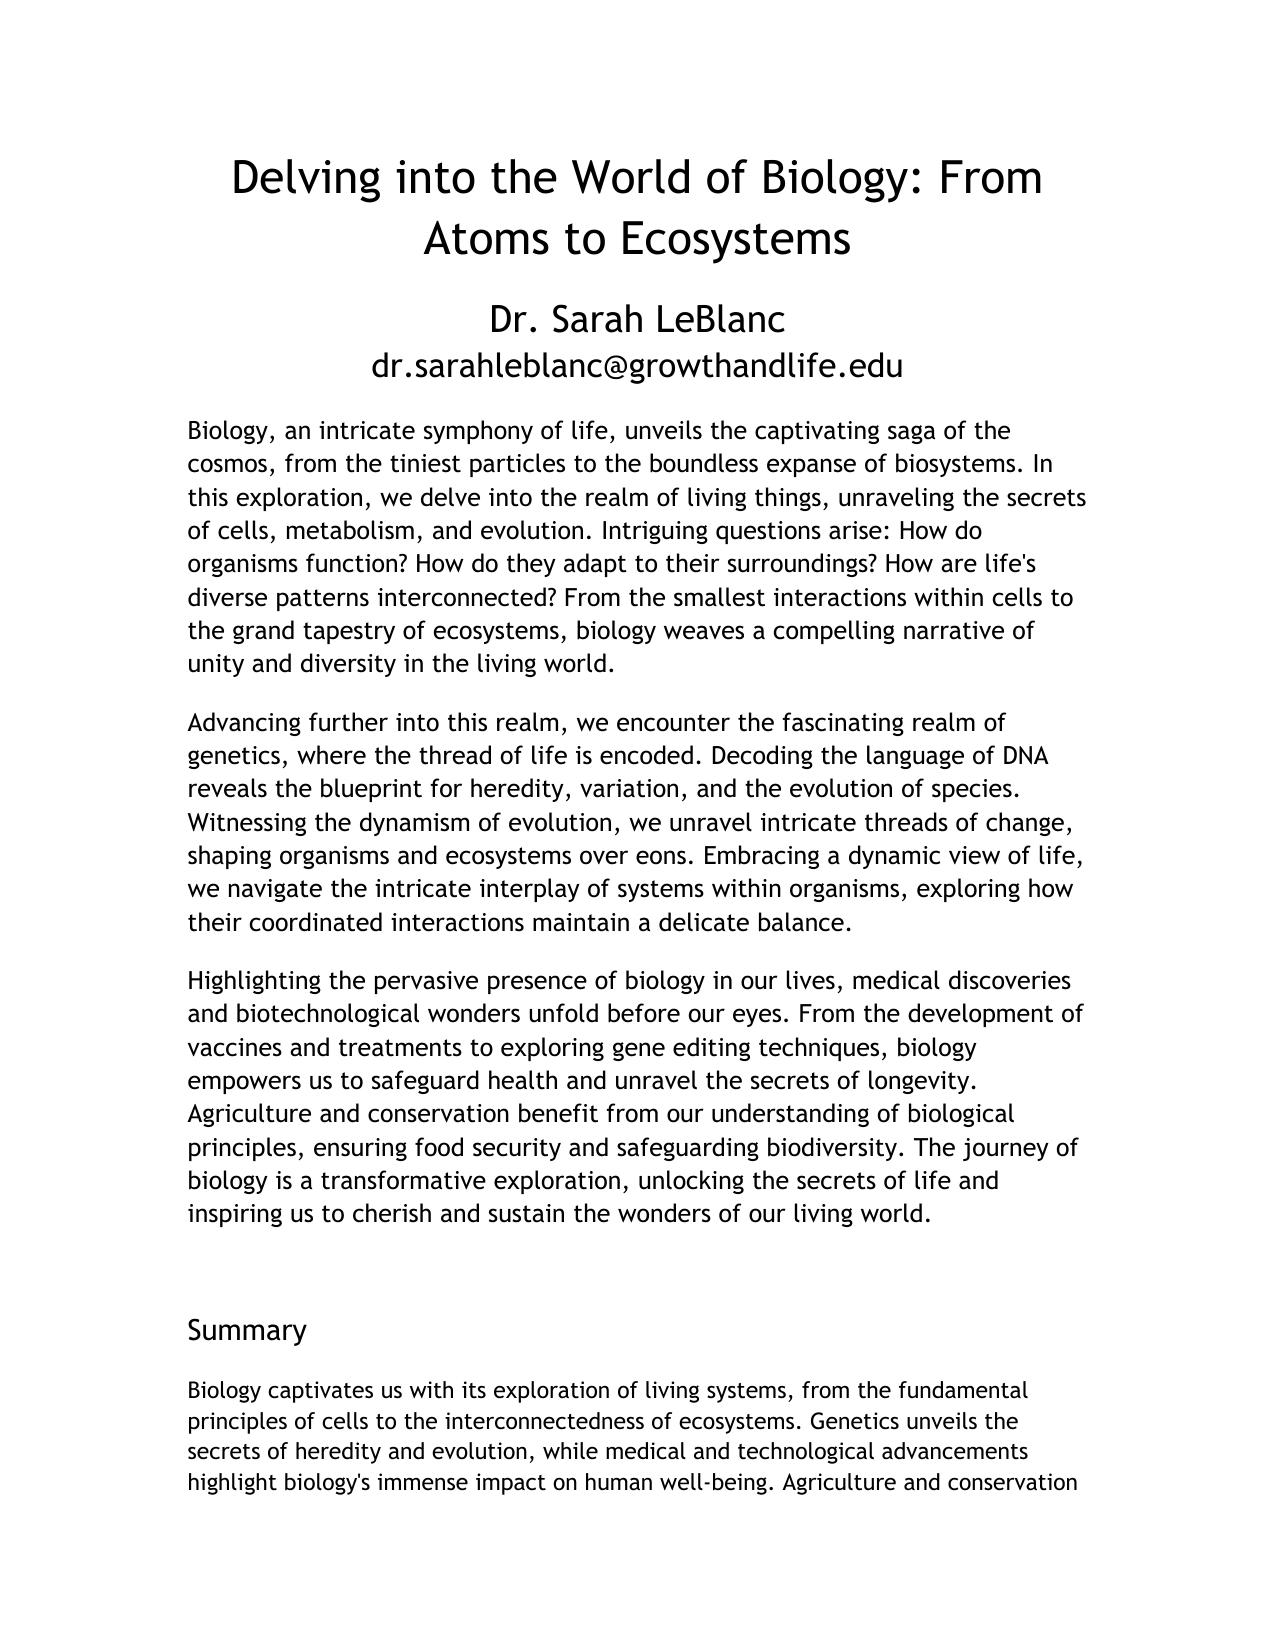 Delving into the World of Biology: From
Atoms to Ecosystems
Dr. Sarah LeBlanc
dr.sarahleblanc@growthandlife.edu
Biology, an intricate symphony of life, unveils the captivating saga of the
cosmos, from the tiniest particles to the boundless expanse of biosystems. In
this exploration, we delve into the realm of living things, unraveling the secrets
of cells, metabolism, and evolution. Intriguing questions arise: How do
organisms function? How do they adapt to their surroundings? How are life's
diverse patterns interconnected? From the smallest interactions within cells to
the grand tapestry of ecosystems, biology weaves a compelling narrative of
unity and diversity in the living world.
Advancing further into this realm, we encounter the fascinating realm of
genetics, where the thread of life is encoded. Decoding the language of DNA
reveals the blueprint for heredity, variation, and the evolution of species.
Witnessing the dynamism of evolution, we unravel intricate threads of change,
shaping organisms and ecosystems over eons. Embracing a dynamic view of life,
we navigate the intricate interplay of systems within organisms, exploring how
their coordinated interactions maintain a delicate balance.
Highlighting the pervasive presence of biology in our lives, medical discoveries
and biotechnological wonders unfold before our eyes. From the development of
vaccines and treatments to exploring gene editing techniques, biology
empowers us to safeguard health and unravel the secrets of longevity.
Agriculture and conservation benefit from our understanding of biological
principles, ensuring food security and safeguarding biodiversity. The journey of
biology is a transformative exploration, unlocking the secrets of life and
inspiring us to cherish and sustain the wonders of our living world.
Summary
Biology captivates us with its exploration of living systems, from the fundamental
principles of cells to the interconnectedness of ecosystems. Genetics unveils the
secrets of heredity and evolution, while medical and technological advancements
highlight biology's immense impact on human well-being. Agriculture and conservation